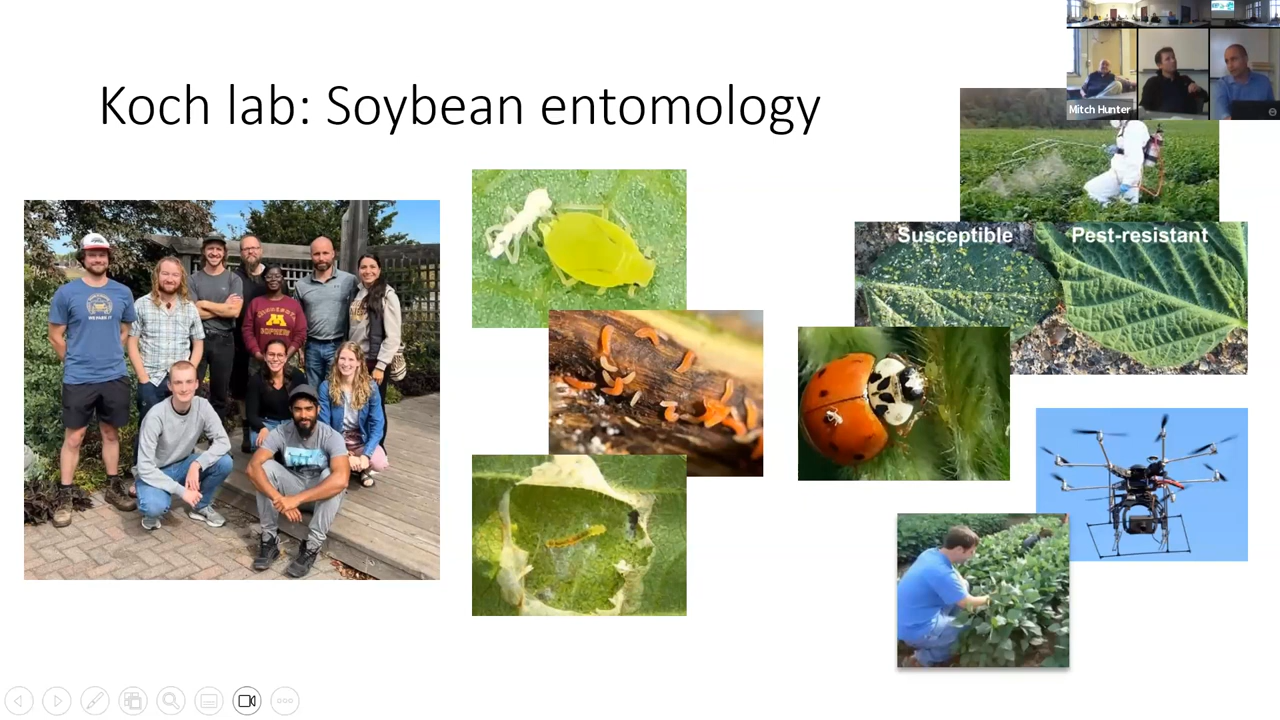 Koch lab: Soybean entomology
Mitch Hunter
Susceptible
Pest-resistant